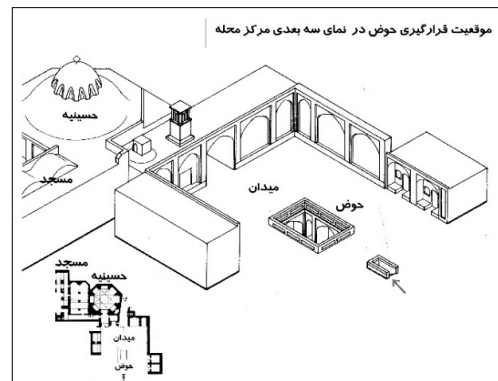 موقعیت قرارگیری حوض در نمای سه بعدی مرکز محله
حسینیه
مسجد
میدان
حوض
مسجد
حسینیه
میدان
حوض